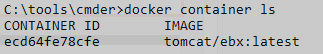 C:\tools\cmder>docker container ls
CONTAINER ID        IMAGE
ecd64fe78cfe        tomcat/ebx:latest